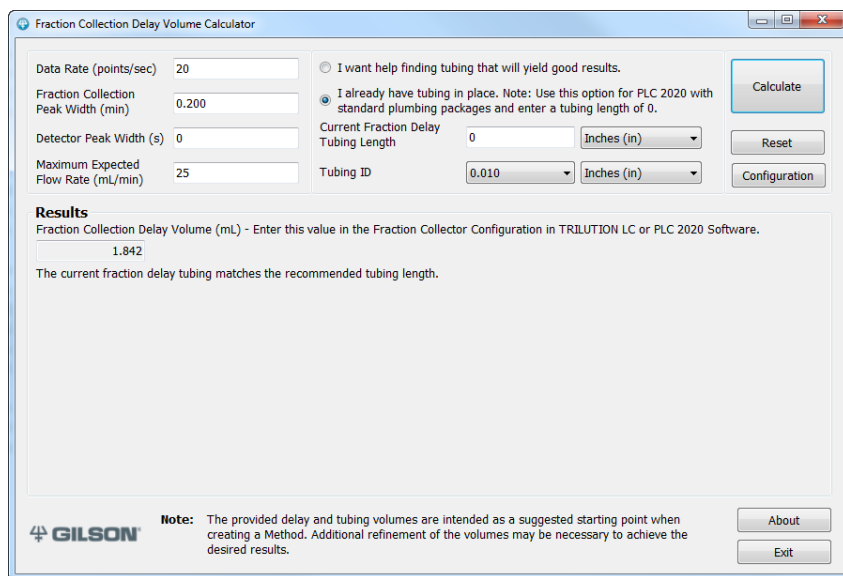 Fraction Collection Delay Volume Calculator
Data Rate (points/sec)
20
Fraction Collection
Peak Width (min)
0.200
Detector Peak Width (s)
0
Maximum Expected
Flow Rate (mL/min)
25
I want help finding tubing that will yield good results.
I already have tubing in place. Note: Use this option for PLC 2020 with
standard plumbing packages and enter a tubing length of 0.
Current Fraction Delay
Tubing Length
0
Inches (in)
Tubing ID
0.010
Inches (in)
Calculate
Reset
Configuration
Results
Fraction Collection Delay Volume (mL) - Enter this value in the Fraction Collector Configuration in TRILUTION LC or PLC 2020 Software.
1.842
The current fraction delay tubing matches the recommended tubing length.
GILSON
Note: The provided delay and tubing volumes are intended as a suggested starting point when
creating a Method. Additional refinement of the volumes may be necessary to achieve the
desired results.
About
Exit